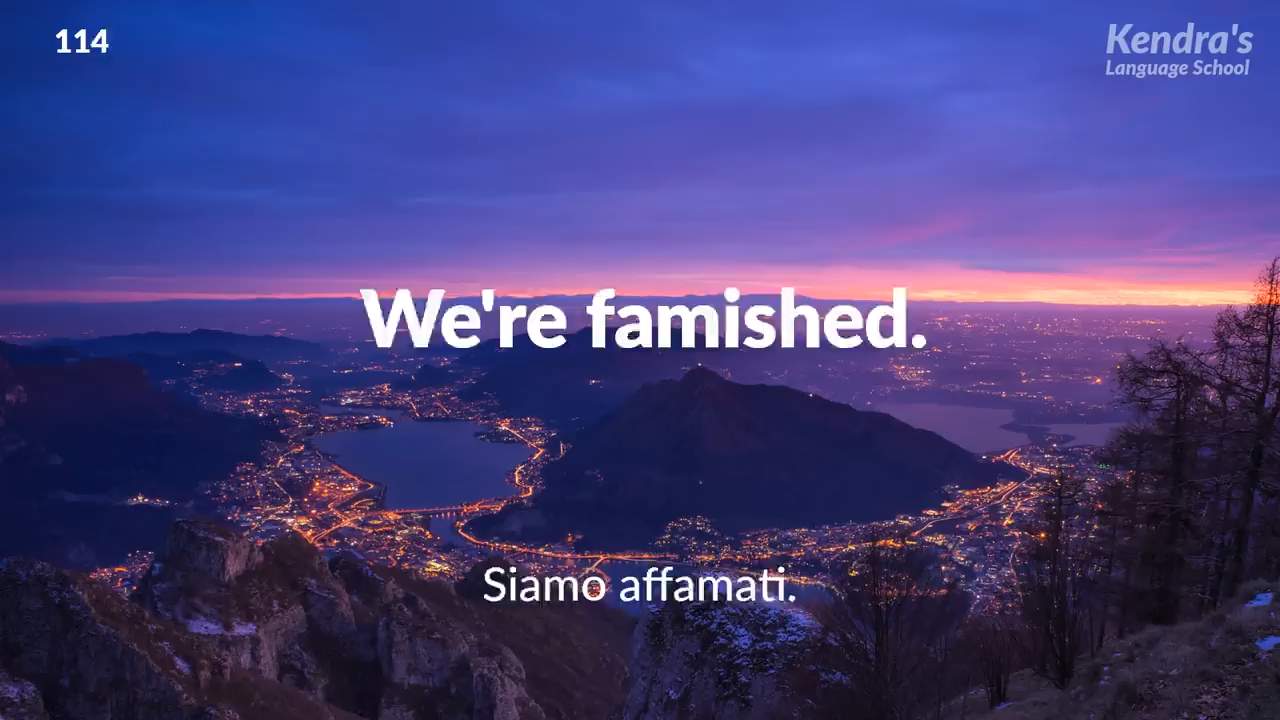 114
Kendra's
Language School
We're famished.
Siamo affamati.